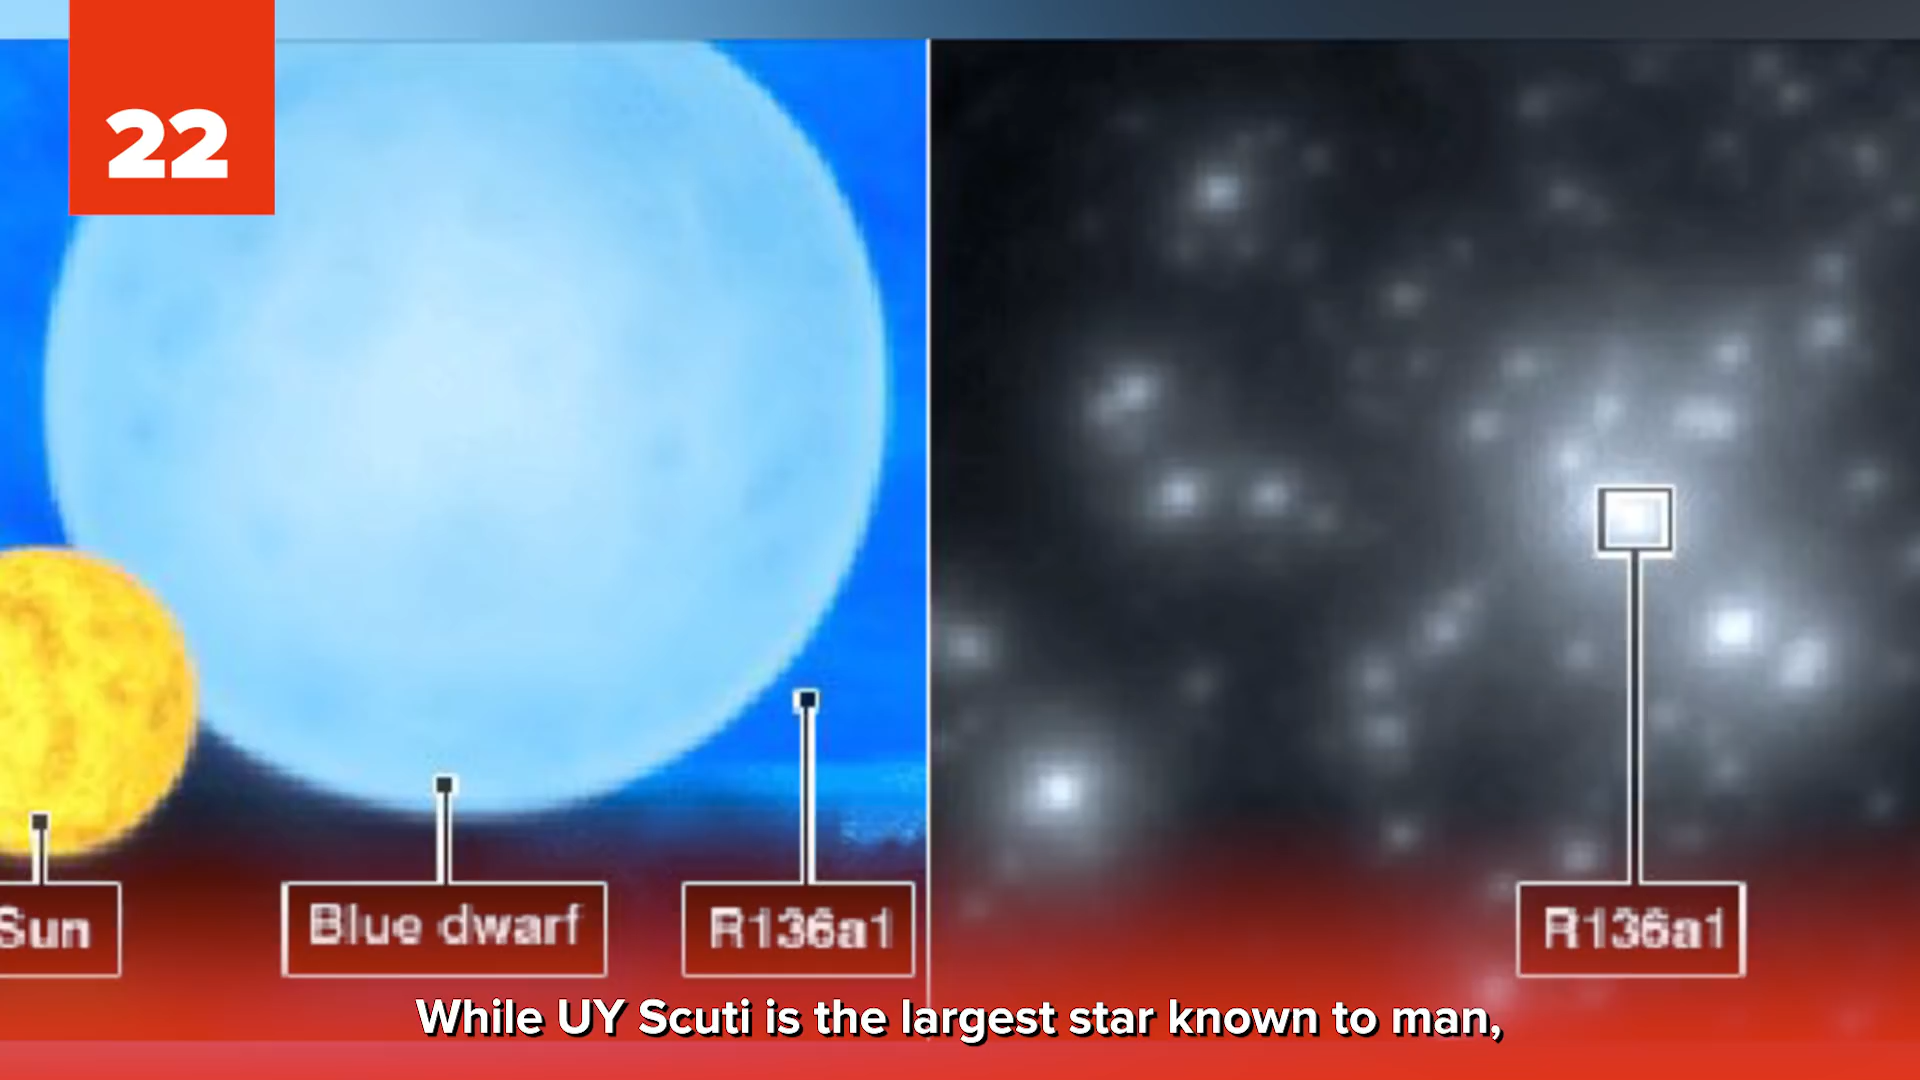 22
Sun
Blue dwarf
R136a1
R136a1
While UY Scuti is the largest star known to man,